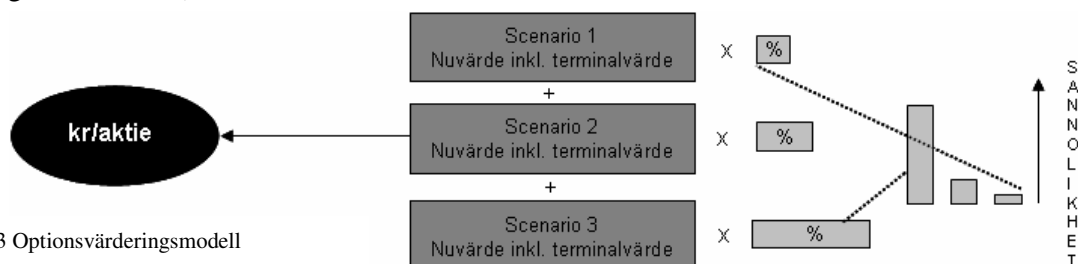 Scenario 1
Nuvärde inkl. terminalvärde
X %
+
kr/aktie
Scenario 2
Nuvärde inkl. terminalvärde
X %
+
Scenario 3
Nuvärde inkl. terminalvärde
X %
SANNOLIKHET
3 Optionsvärderingsmodell